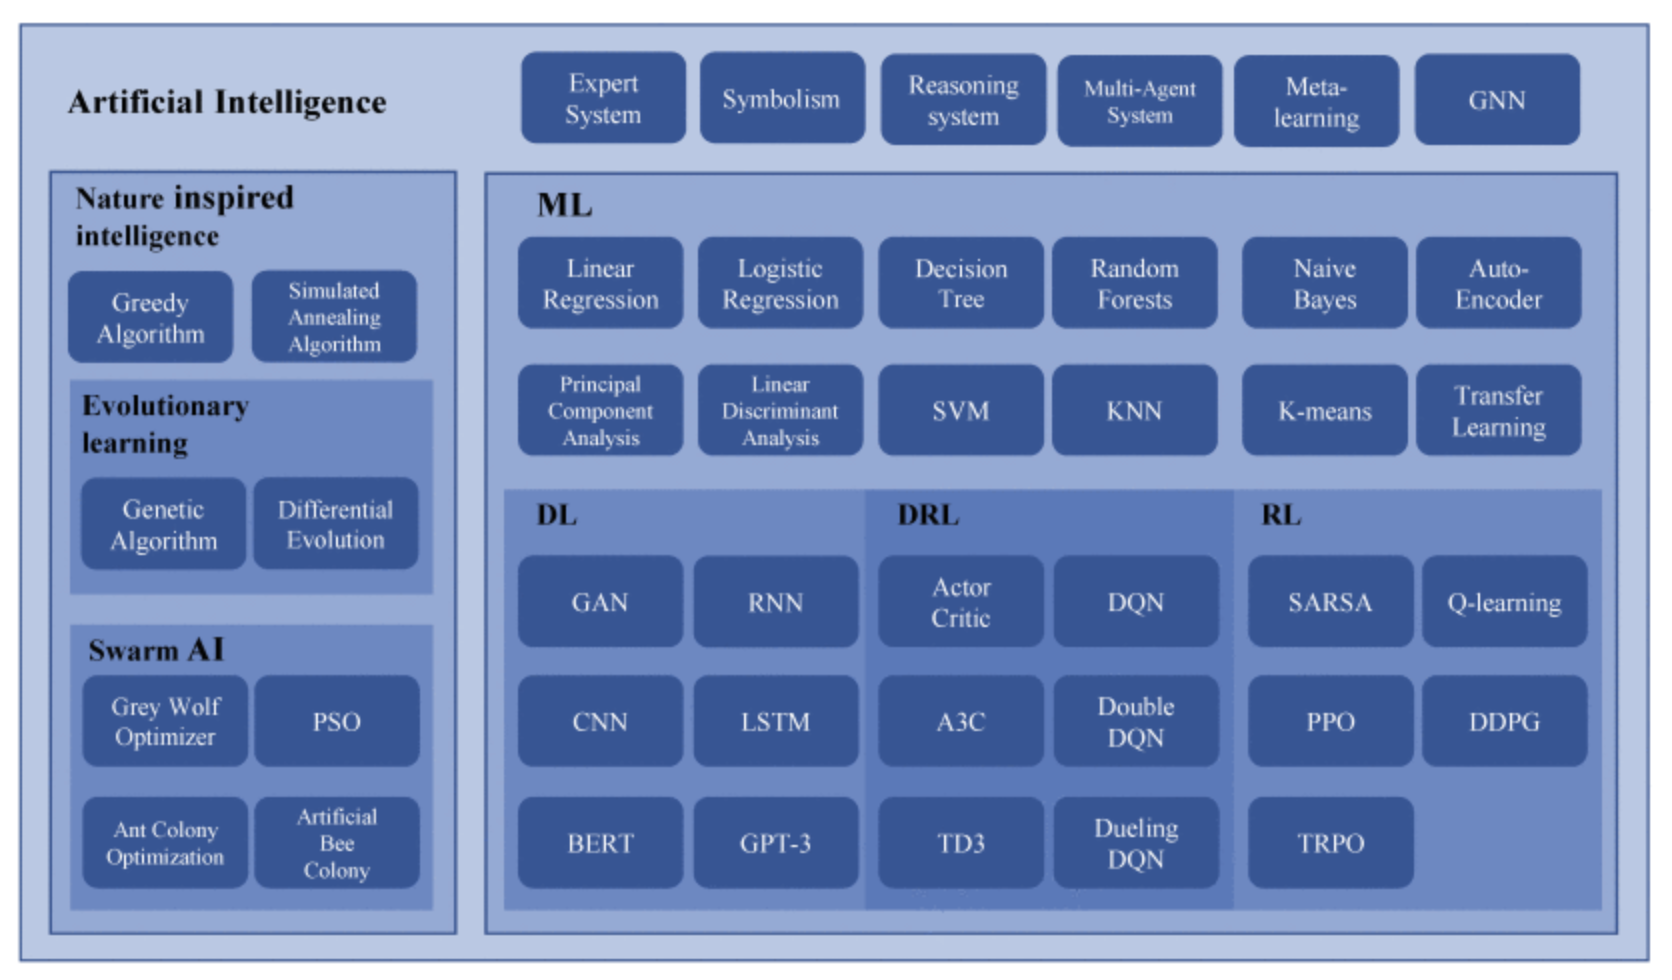 Artificial Intelligence
Expert
System
Symbolism
Reasoning
system
Multi-Agent
System
Meta-
learning
GNN
Nature inspired
intelligence
Greedy
Algorithm
Simulated
Annealing
Algorithm
Evolutionary
learning
Genetic
Algorithm
Differential
Evolution
Swarm AI
Grey Wolf
Optimizer
PSO
Ant Colony
Optimization
Artificial
Bee
Colony
ML
Linear
Regression
Logistic
Regression
Decision
Tree
Random
Forests
Naive
Bayes
Auto-
Encoder
Principal
Component
Analysis
Linear
Discriminant
Analysis
SVM
KNN
K-means
Transfer
Learning
DL
GAN
RNN
CNN
LSTM
BERT
GPT-3
DRL
Actor
Critic
DQN
A3C
Double
DQN
TD3
Dueling
DQN
RL
SARSA
Q-learning
PPO
DDPG
TRPO